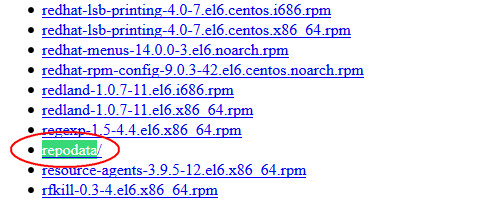 redhat-lsb-printing-4.0-7.el6.centos.i686.rpm
redhat-lsb-printing-4.0-7.el6.centos.x86_64.rpm
redhat-menus-14.0.0-3.el6.noarch.rpm
redhat-rpm-config-9.0.3-42.el6.centos.noarch.rpm
redland-1.0.7-11.el6.i686.rpm
redland-1.0.7-11.el6.x86_64.rpm
regexp-1.5-4.4.el6.x86_64.rpm
repodata/
resource-agents-3.9.5-12.el6.x86_64.rpm
rfkill-0.3-4.el6.x86_64.rpm